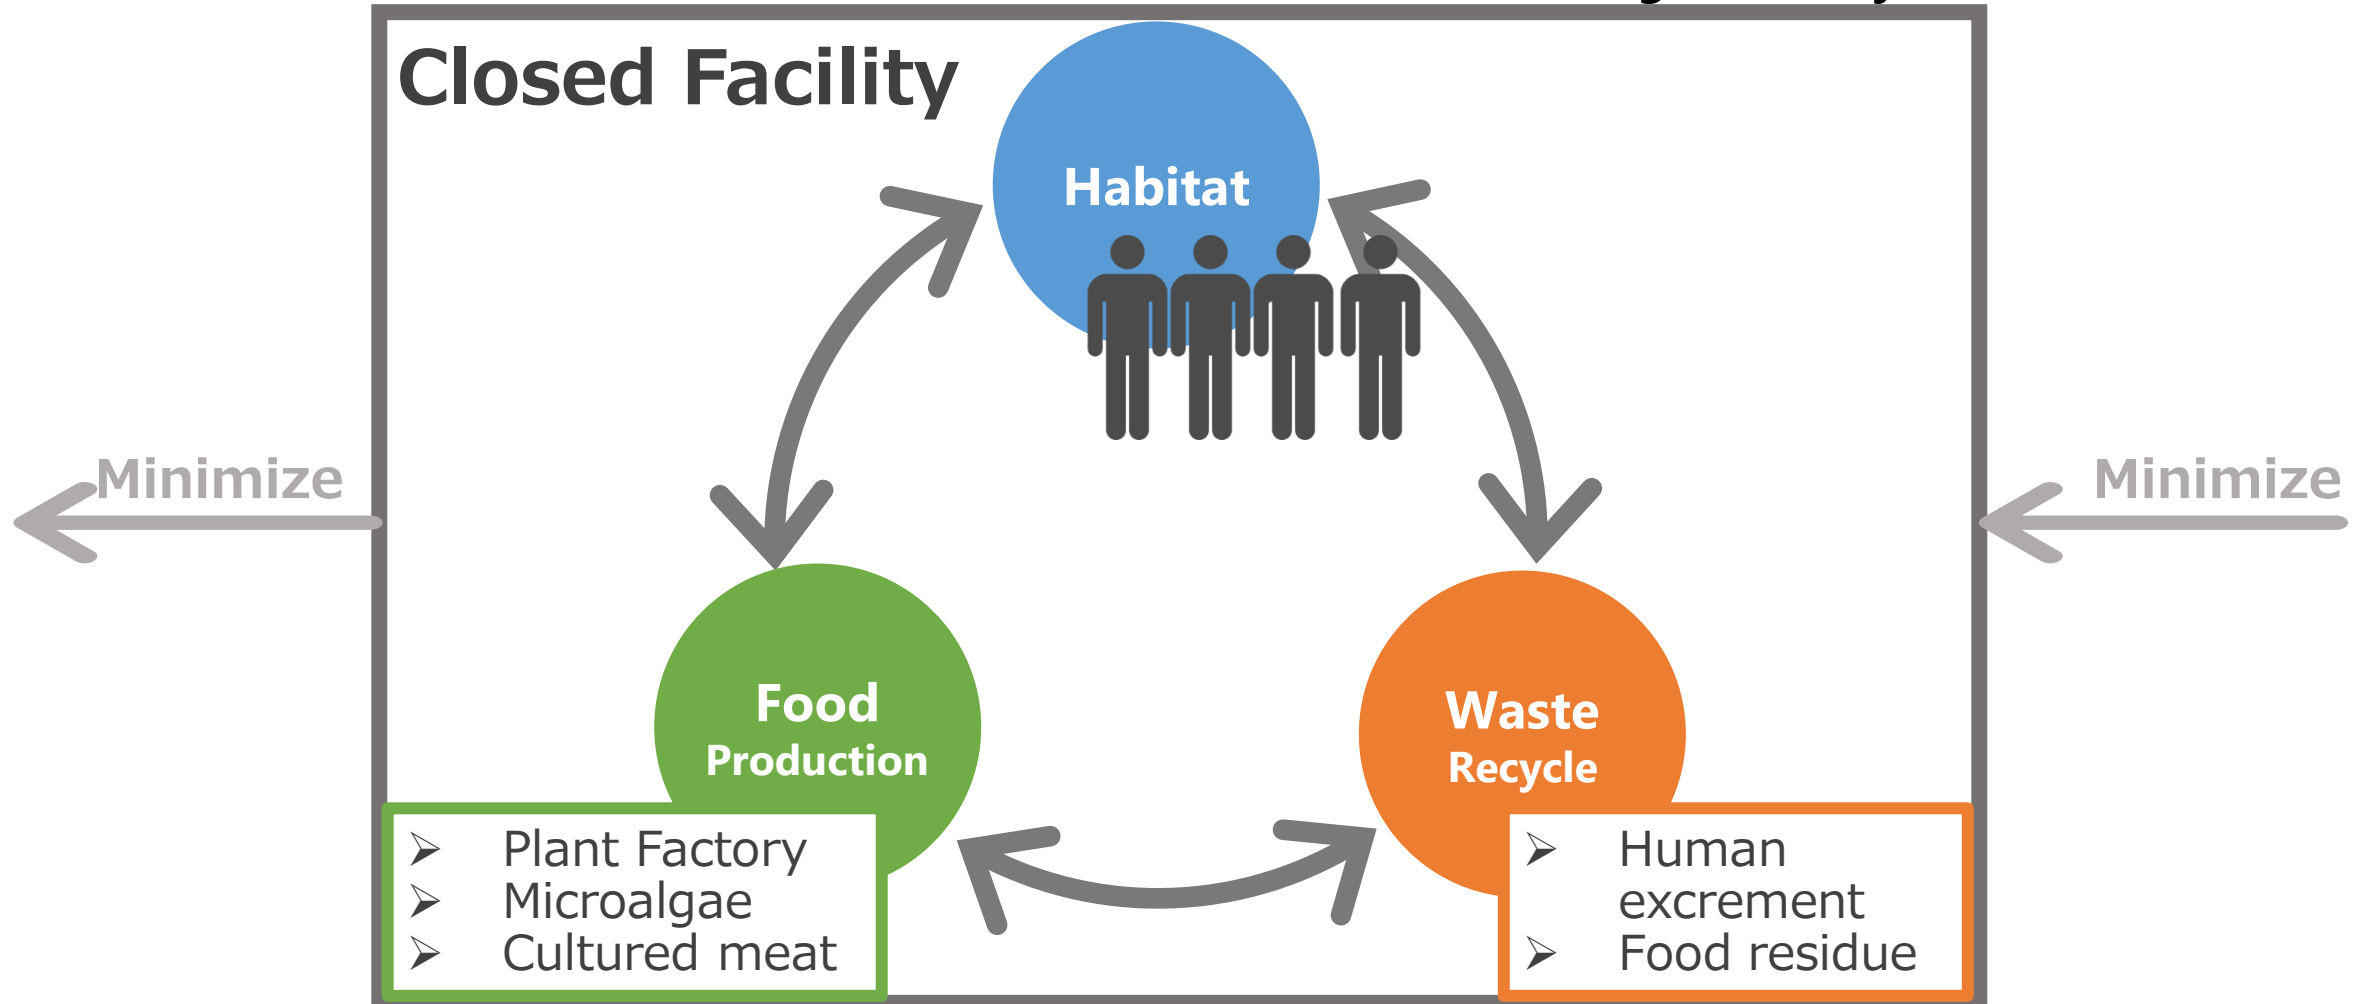 Closed Facility
Habitat
Minimize
Minimize
Food
Production
Waste
Recycle
➢ Plant Factory
➢ Microalgae
➢ Cultured meat
➢ Human
excrement
➢ Food residue